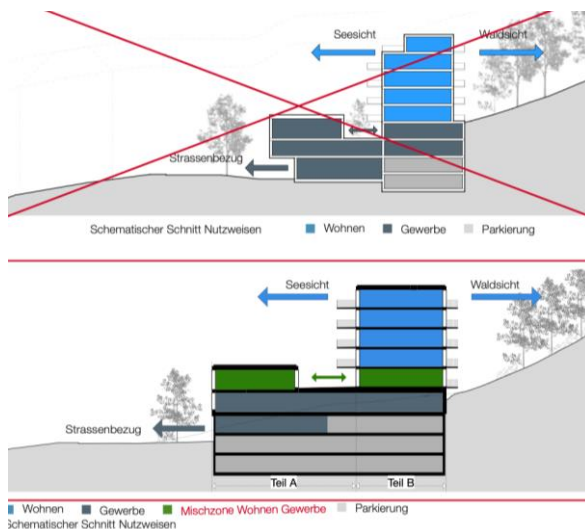 Seesicht Waldsicht
Strassenbezug
Schematischer Schnitt Nutzweisen Wohnen Gewerbe Parkierung
Seesicht Waldsicht
Strassenbezug
Teil A Teil B
Wohnen Gewerbe Mischzone Wohnen Gewerbe Parkierung
Schematischer Schnitt Nutzweisen